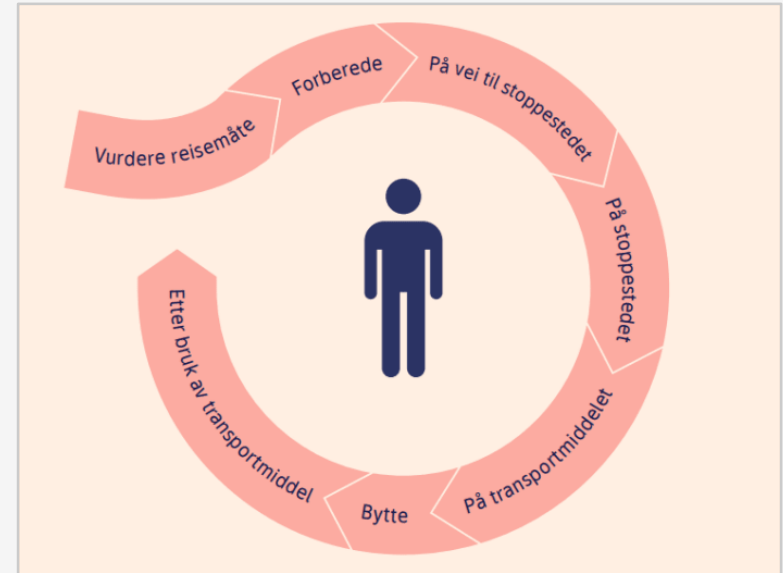 Vurdere reisemåte
Forberede
På vei til stoppestedet
På stoppestedet
På transportmiddelet
Bytte
Etter bruk av transportmiddel